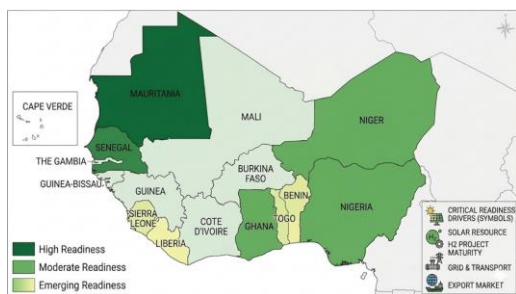 MAURITANIA
CAPE VERDE
MALI
NIGER
SENEGAL
THE GAMBIA
BURKINA
FASO
GUINEA-BISSAU
GUINEA
BENIN
NIGERIA
SIERRA
LEONE
COTE
D'IVOIRE
GHANA
TOGO
LIBERIA
High Readiness
Moderate Readiness
Emerging Readiness
CRITICAL READINESS
DRIVERS (SYMBOLS)
SOLAR RESOURCE
H2 PROJECT
MATURITY
GRID & TRANSPORT
EXPORT MARKET